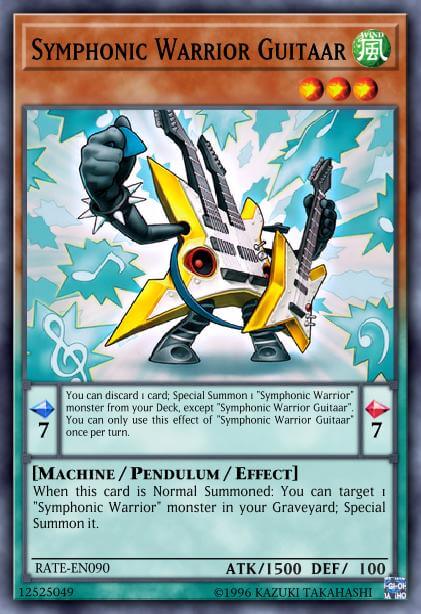 Symphonic Warrior Guitaar
WIND
風
You can discard 1 card; Special Summon 1 "Symphonic Warrior"
monster from your Deck, except "Symphonic Warrior Guitaar".
You can only use this effect of "Symphonic Warrior Guitaar"
once per turn.
7
7
[Machine / Pendulum / Effect]
When this card is Normal Summoned: You can target 1
"Symphonic Warrior" monster in your Graveyard; Special
Summon it.
RATE-EN090
ATK/1500 DEF/ 100
12525049
©1996 KAZUKI TAKAHASHI